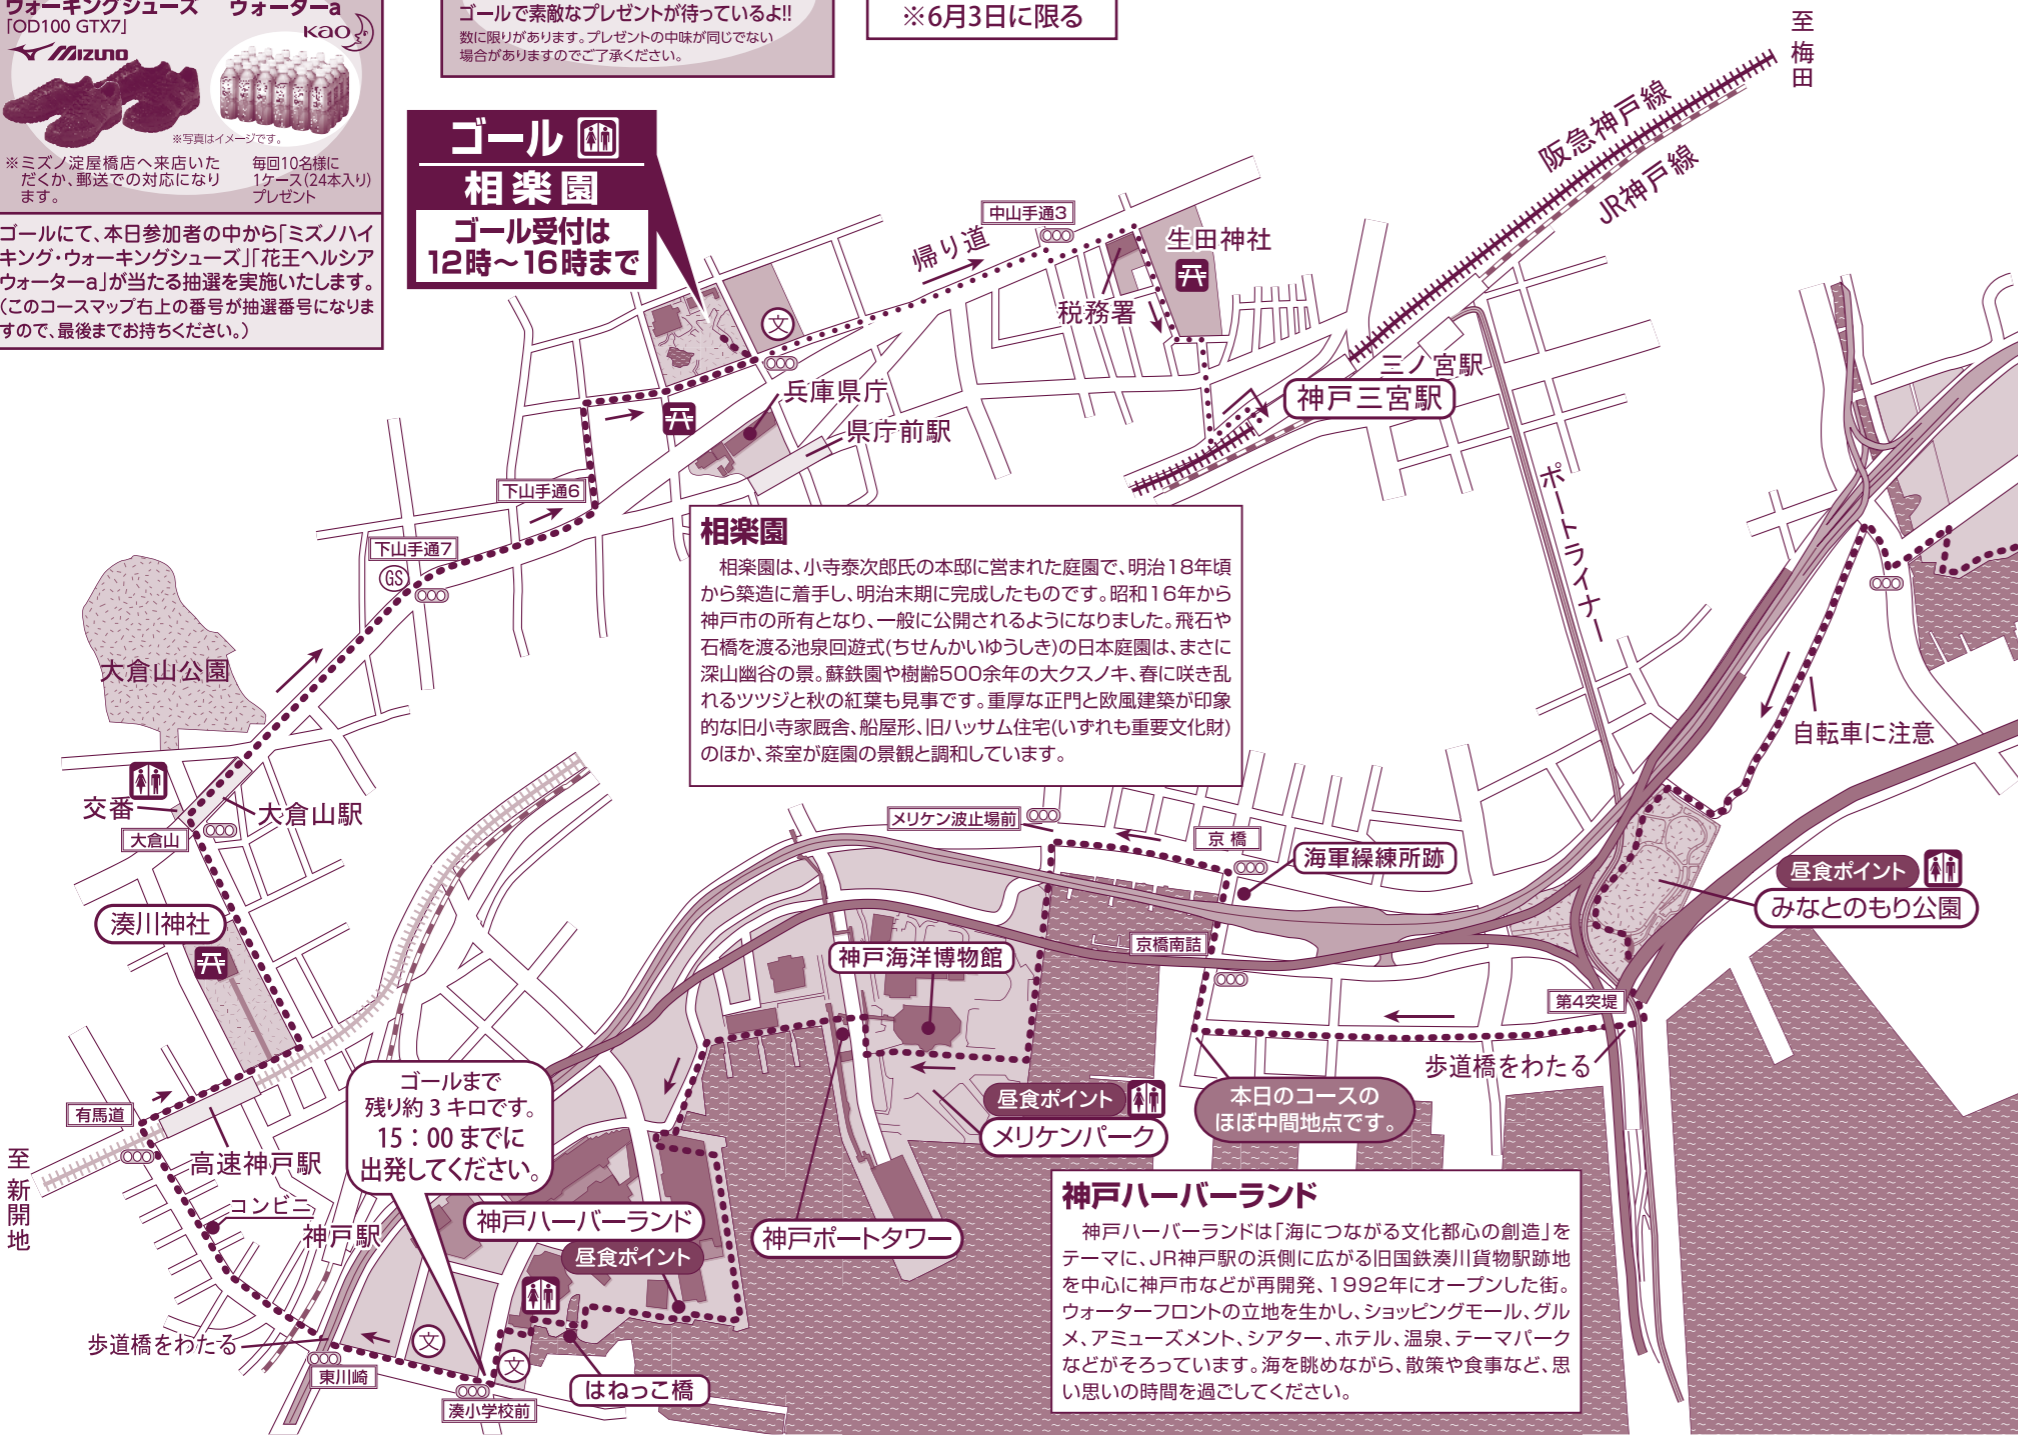 ウォーキングシューズ
「OD100 GTX7」
MIZUNO
ウォーターa
Kao
※写真はイメージです。
※ミズノ淀屋橋店へ来店いた
だくか、郵送での対応になり
ます。
毎回10名様に
1ケース(24本入り)
プレゼント
ゴールにて、本日参加者の中から「ミズノハイ
キング・ウォーキングシューズ」「花王ヘルシア
ウォーターa」が当たる抽選を実施いたします。
(このコースマップ右上の番号が抽選番号になりま
すので、最後までお持ちください。)
ゴールで素敵なプレゼントが待っているよ!!
数に限りがあります。プレゼントの中味が同じでない
場合がありますのでご了承ください。
※6月3日に限る
至 梅田
阪急神戸線
JR神戸線
ゴール
相楽園
ゴール受付は
12時〜16時まで
中山手通3
帰り道
生田神社
税務署
文
兵庫県庁
県庁前駅
三ノ宮駅
神戸三宮駅
下山手通6
下山手通7
GS
ポートライナー
大倉山公園
相楽園
相楽園は、小寺泰次郎氏の本邸に営まれた庭園で、明治18年頃
から築造に着手し、明治末期に完成したものです。昭和16年から
神戸市の所有となり、一般に公開されるようになりました。飛石や
石橋を渡る池泉回遊式(ちせんかいゆうしき)の日本庭園は、まさに
深山幽谷の景。蘇鉄園や樹齢500余年の大クスノキ、春に咲き乱
れるツツジと秋の紅葉も見事です。重厚な正門と欧風建築が印象
的な旧小寺家厩舎、船屋形、旧ハッサム住宅(いずれも重要文化財)
のほか、茶室が庭園の景観と調和しています。
自転車に注意
交番
大倉山駅
大倉山
メリケン波止場前
京橋
海軍繰練所跡
昼食ポイント
みなとのもり公園
湊川神社
神戸海洋博物館
京橋南詰
第4突堤
歩道橋をわたる
ゴールまで
残り約 3 キロです。
15：00 までに
出発してください。
有馬道
昼食ポイント
メリケンパーク
本日のコースの
ほぼ中間地点です。
至 新開地
高速神戸駅
コンビニ
神戸駅
神戸ハーバーランド
昼食ポイント
神戸ポートタワー
神戸ハーバーランド
神戸ハーバーランドは「海につながる文化都心の創造」を
テーマに、JR神戸駅の浜側に広がる旧国鉄湊川貨物駅跡地
を中心に神戸市などが再開発、1992年にオープンした街。
ウォーターフロントの立地を生かし、ショッピングモール、グル
メ、アミューズメント、シアター、ホテル、温泉、テーマパーク
などがそろっています。海を眺めながら、散策や食事など、思
い思いの時間を過ごしてください。
歩道橋をわたる
文
文
東川崎
はねっこ橋
湊小学校前